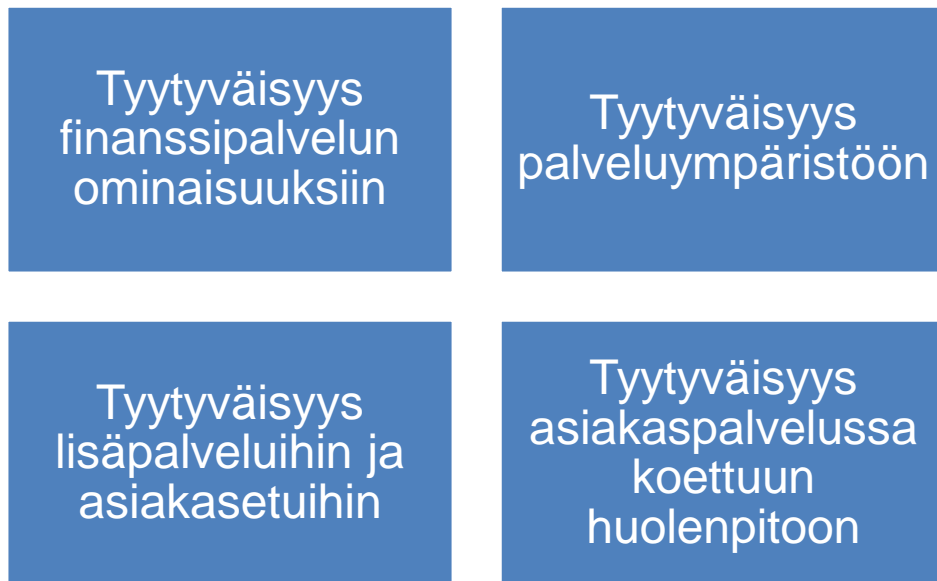 Tyytyväisyys
finanssipalvelun
ominaisuuksiin
Tyytyväisyys
palveluympäristöön
Tyytyväisyys
lisäpalveluihin ja
asiakasetuihin
Tyytyväisyys
asiakaspalvelussa
koettuun
huolenpitoon